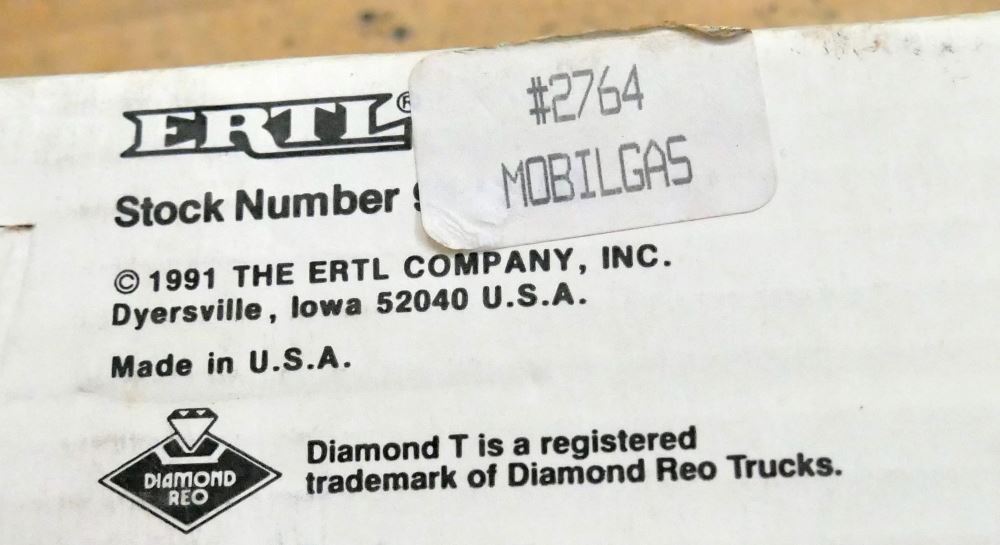 ERTL®
#2764
MOBILGAS
Stock Number
© 1991 THE ERTL COMPANY, INC.
Dyersville, Iowa 52040 U.S.A.
Made in U.S.A.
DIAMOND
REO
Diamond T is a registered
trademark of Diamond Reo Trucks.